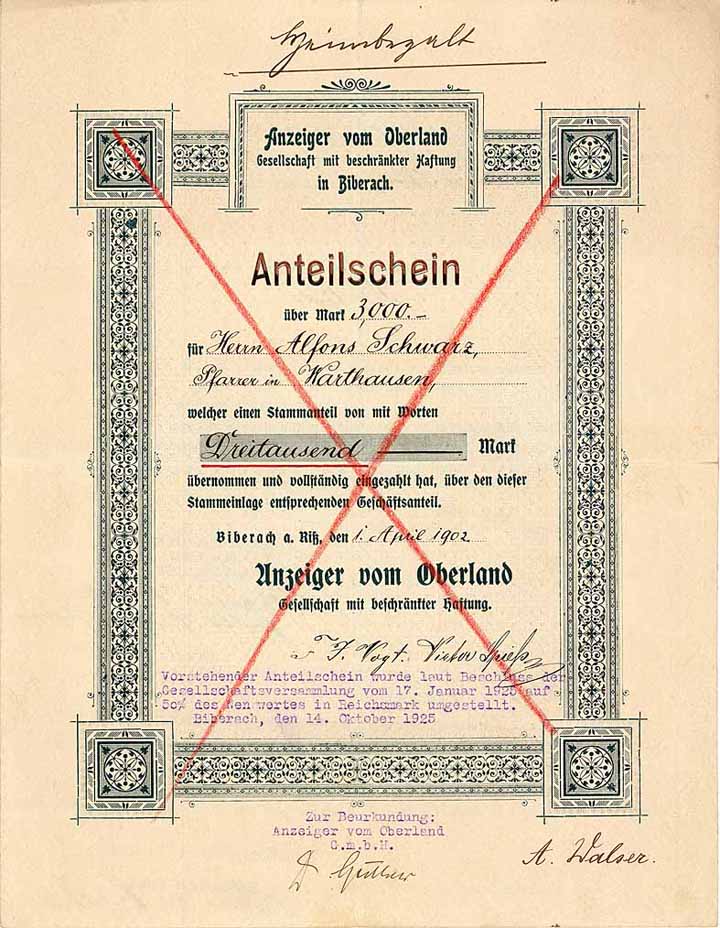 Heimbezalt
Anzeiger vom Oberland
Gesellschaft mit beschränkter Haftung
in Biberach.
Anteilschein
über Mark 3,000.–
für Herrn Alfons Schwarz,
Pfarrer in Warthausen,
welcher einen Stammanteil von mit Worten
Dreitausend Mark
übernommen und vollständig eingezahlt hat, über den dieser
Stammeinlage entsprechenden Geschäftsanteil.
Biberach a. Riß, den 1. April 1902
Anzeiger vom Oberland
Gesellschaft mit beschränkter Haftung.
Vogt. Victor
Vorstehender Anteilschein wurde laut Beschluss der
Gesellschaftsversammlung vom 17. Januar 1925 auf
50% des Nennwertes in Reichsmark umgestellt.
Biberach, den 14. Oktober 1925
Zur Beurkundung:
Anzeiger vom Oberland
G.m.b.H.
A. Walser.